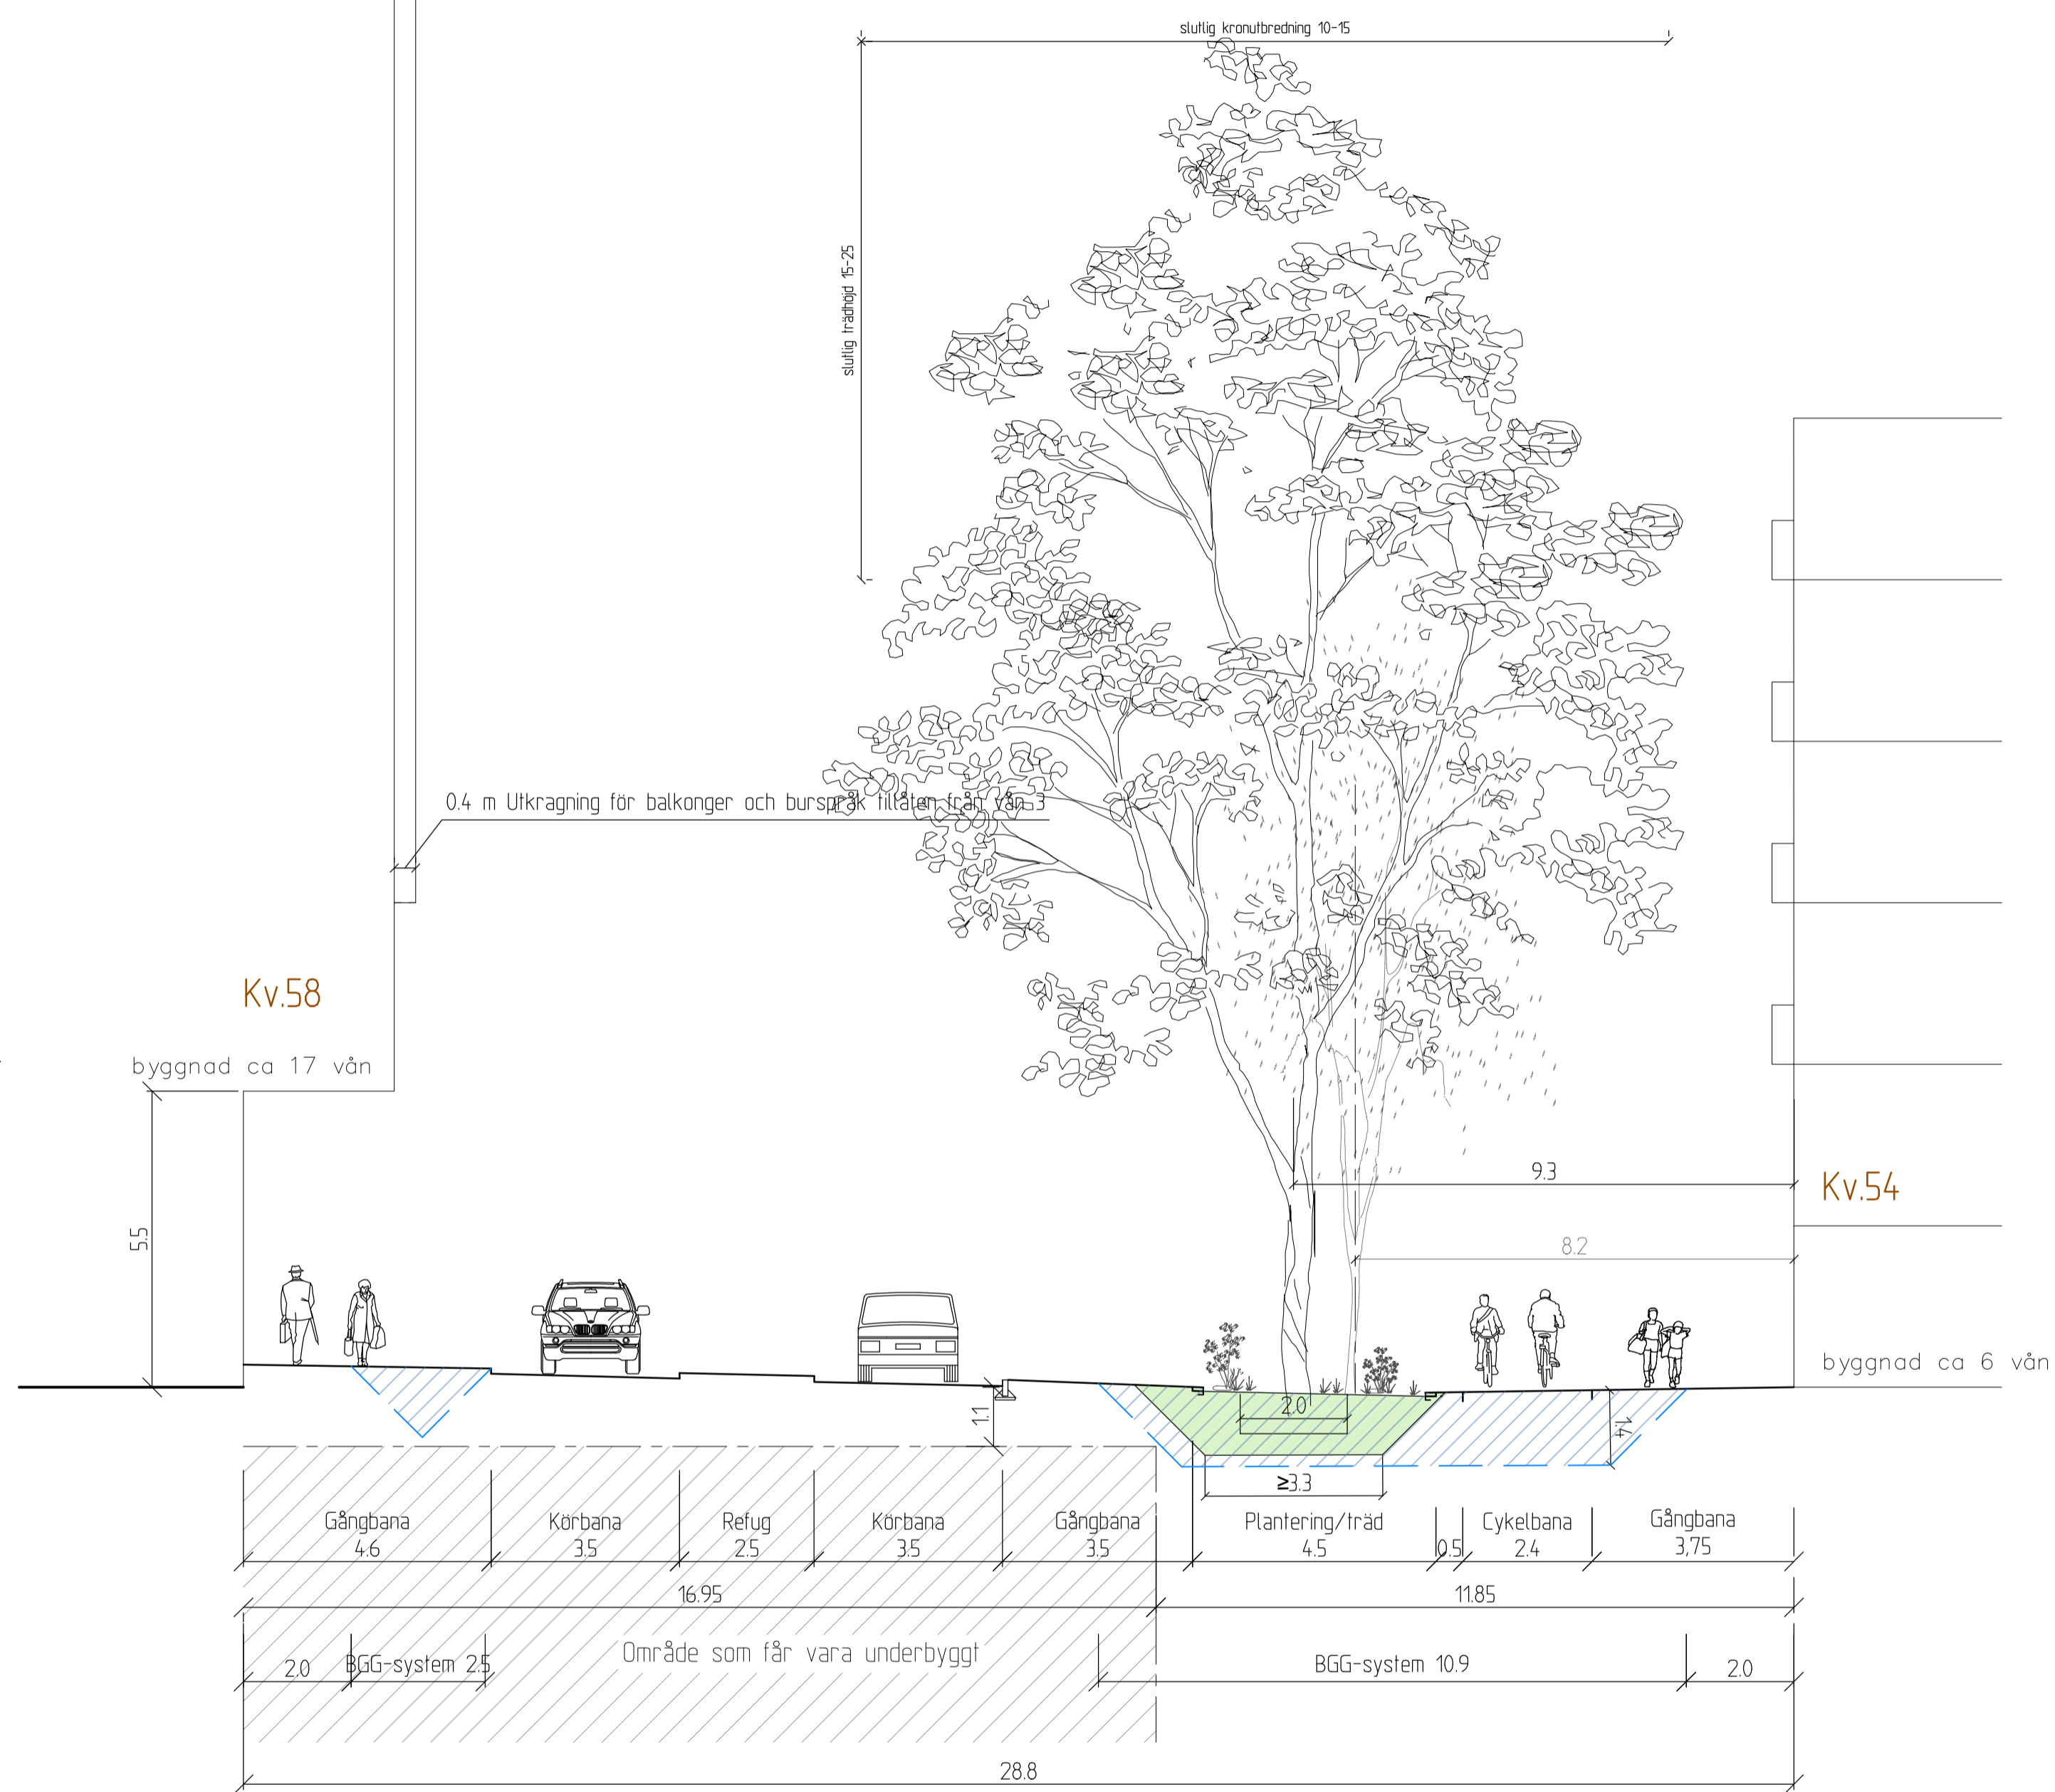 slutlig kronutbredning 10-15
slutlig trädhöjd 15-25
0.4 m Utkragning för balkonger och burspråk tillåten från vån 3
Kv.58
byggnad ca 17 vån
5.5
9.3
Kv.54
8.2
byggnad ca 6 vån
1.1
2.0
1.4
≥3.3
Gångbana
4.6
Körbana
3.5
Refug
2.5
Körbana
3.5
Gångbana
3.5
Plantering/träd
4.5
0.5
Cykelbana
2.4
Gångbana
3,75
16.95
11.85
Område som får vara underbyggt
2.0
BGG-system 2.5
BGG-system 10.9
2.0
28.8